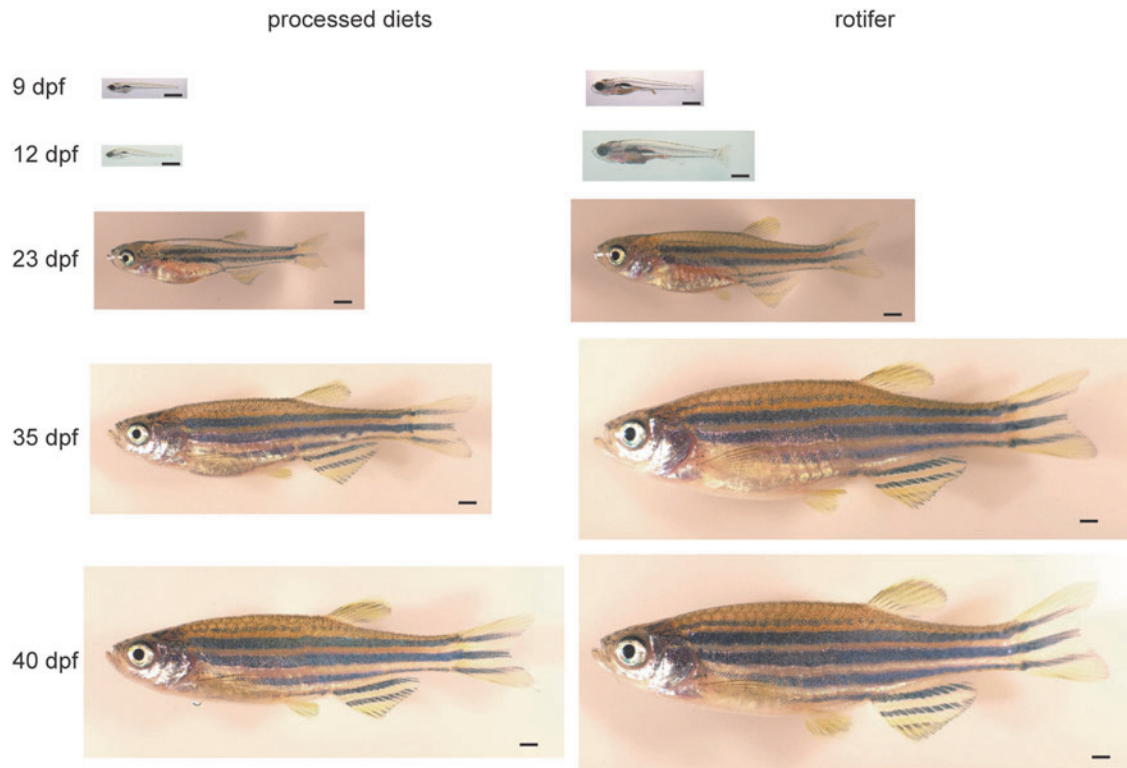 processed diets
rotifer
9 dpf
12 dpf
23 dpf
35 dpf
40 dpf